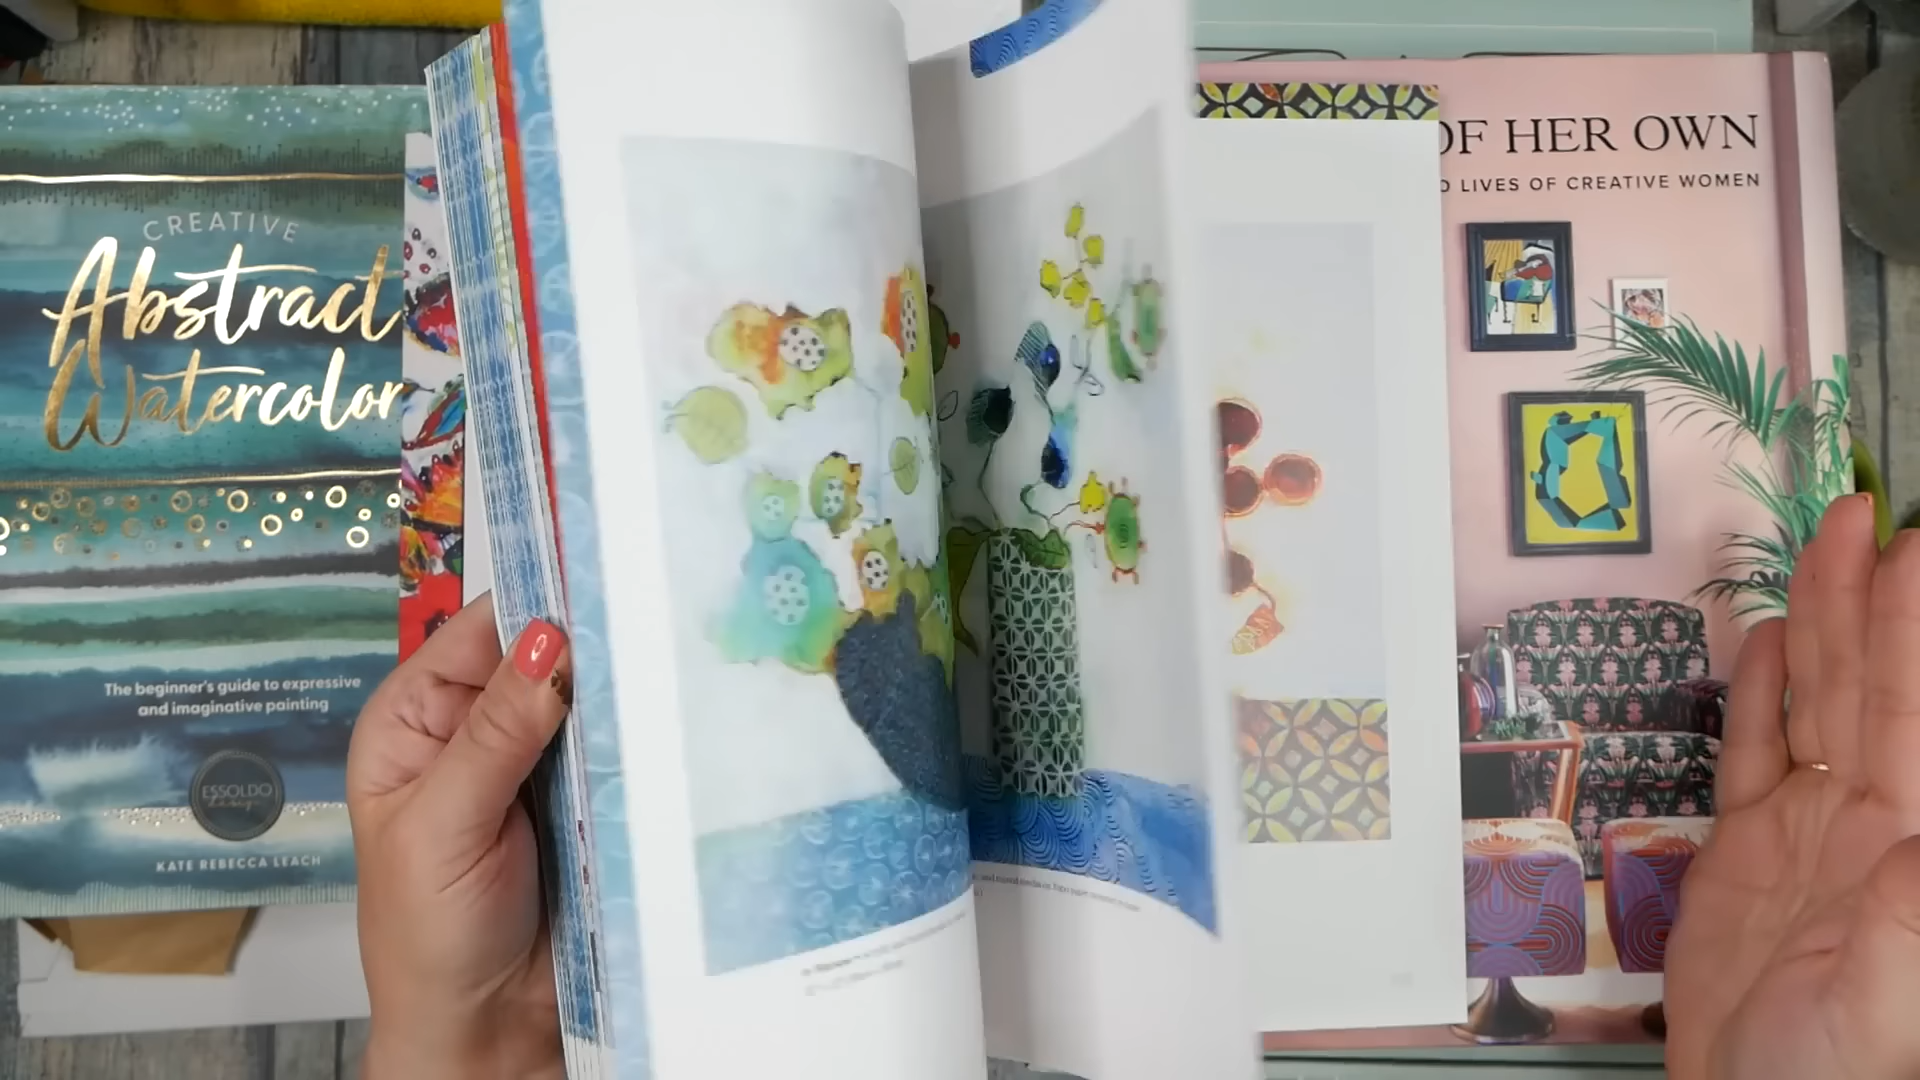 CREATIVE
Abstract
Watercolor
The beginner's guide to expressive
and imaginative painting
ESSOLDO
design
KATE REBECCA LEACH
OF HER OWN
LIVES OF CREATIVE WOMEN